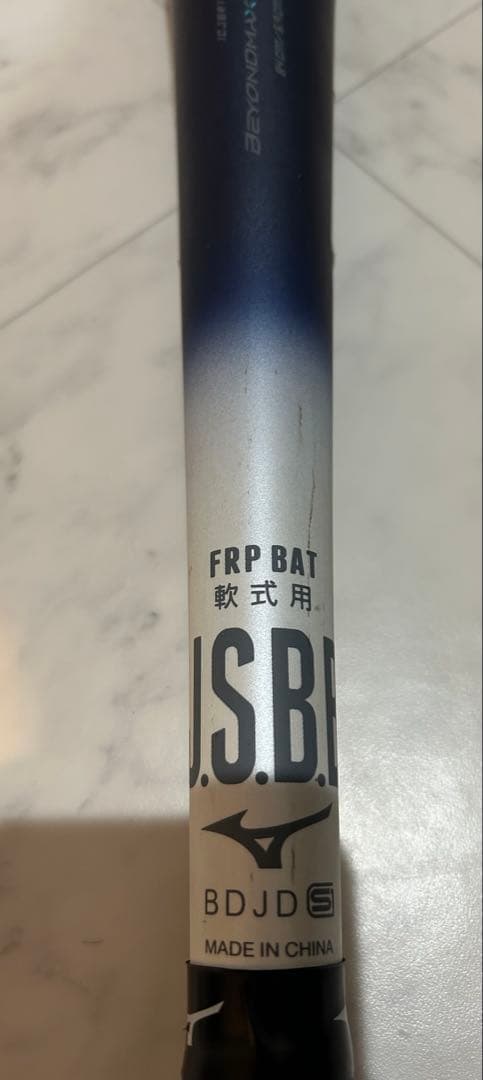 BEYONDMAX
FRP BAT
軟式用
J.S.B.B
BDJD S
MADE IN CHINA